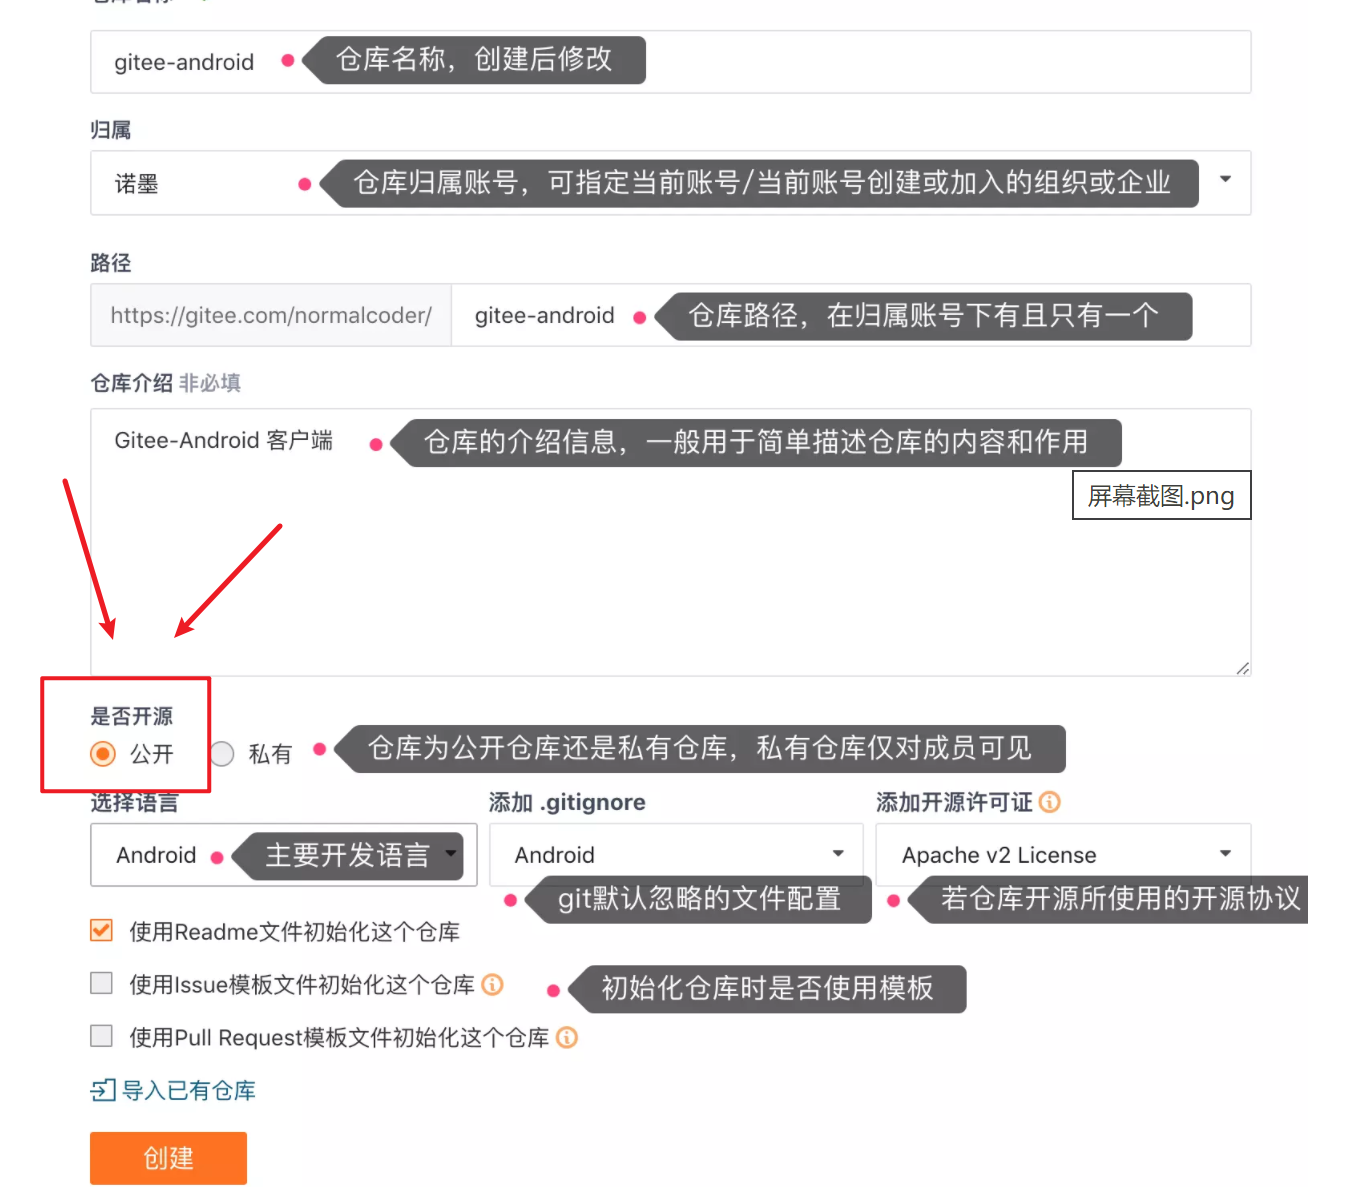 gitee-android
仓库名称，创建后修改
归属
诺墨
仓库归属账号，可指定当前账号/当前账号创建或加入的组织或企业
路径
https://gitee.com/normalcoder/
gitee-android
仓库路径，在归属账号下有且只有一个
仓库介绍 非必填
Gitee-Android 客户端
仓库的介绍信息，一般用于简单描述仓库的内容和作用
屏幕截图.png
是否开源
公开
私有
仓库为公开仓库还是私有仓库，私有仓库仅对成员可见
选择语言
添加 .gitignore
添加开源许可证
Android
主要开发语言
Android
Apache v2 License
git默认忽略的文件配置
若仓库开源所使用的开源协议
使用Readme文件初始化这个仓库
使用Issue模板文件初始化这个仓库
初始化仓库时是否使用模板
使用Pull Request模板文件初始化这个仓库
导入已有仓库
创建